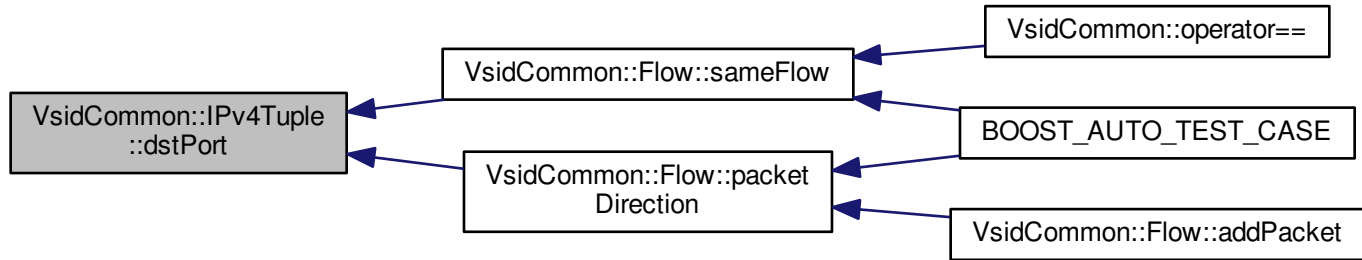 VsidCommon::IPv4Tuple
::dstPort
VsidCommon::Flow::sameFlow
VsidCommon::Flow::packet
Direction
VsidCommon::operator==
BOOST_AUTO_TEST_CASE
VsidCommon::Flow::addPacket